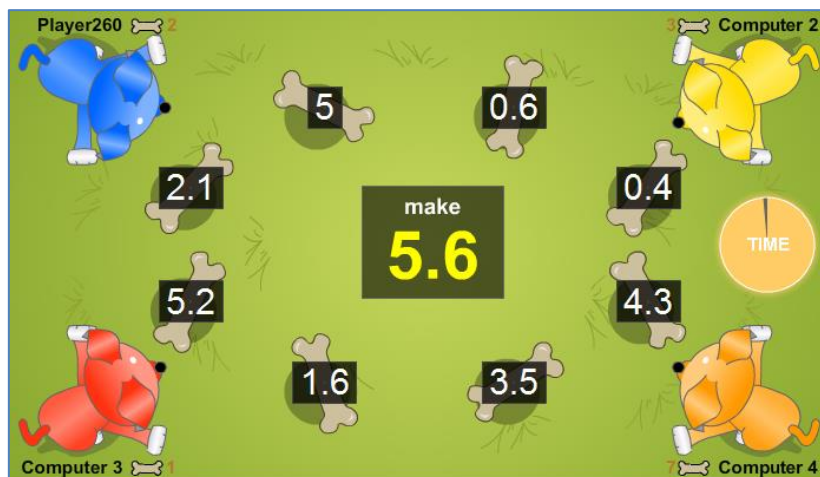 Player260 2
3 Computer 2
5
0.6
2.1
0.4
make
5.6
TIME
5.2
4.3
1.6
3.5
Computer 3 1
7 Computer 4